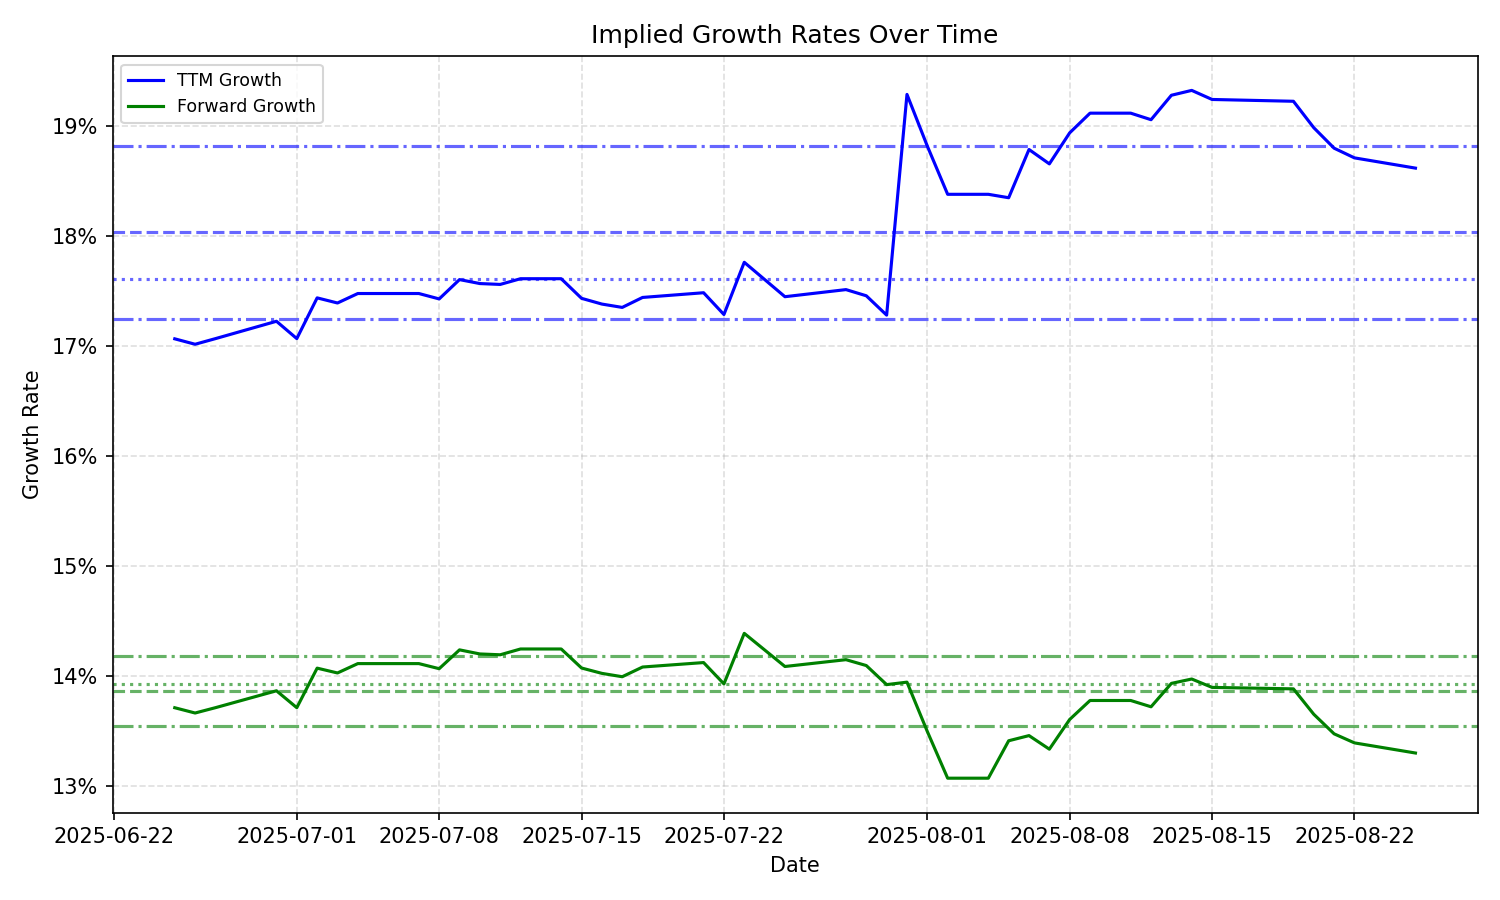 Implied Growth Rates Over Time
TTM Growth
Forward Growth
19%
18%
17%
16%
15%
14%
13%
Growth Rate
2025-06-22 2025-07-01 2025-07-08 2025-07-15 2025-07-22 2025-08-01 2025-08-08 2025-08-15 2025-08-22
Date